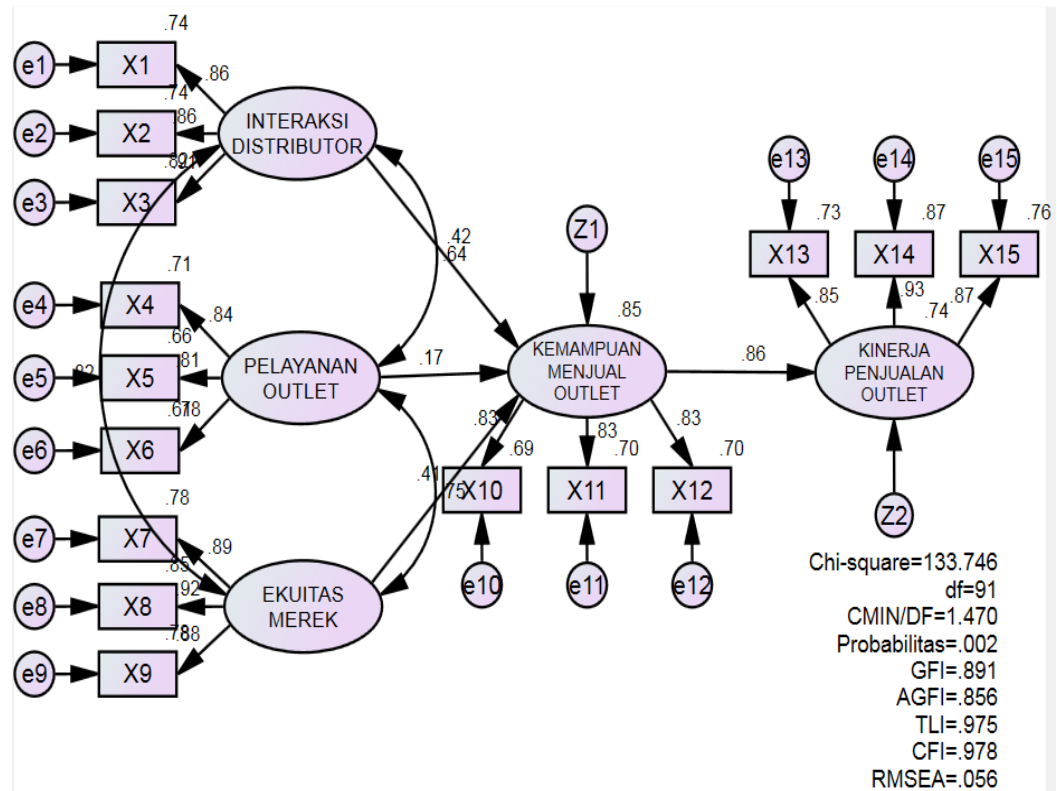 .74
e1
X1
.86
.74
e2
X2
.86
INTERAKSI
DISTRIBUTOR
e3
X3
.42
.64
.71
e4
X4
.84
.66
e5
X5
.81
PELAYANAN
OUTLET
.17
e6
X6
.78
e7
X7
.89
.85
e8
X8
.92
EKUITAS
MEREK
e9
X9
.88
.41
.75
Z1
.85
KEMAMPUAN
MENJUAL
OUTLET
.86
.83
.83
.83
.69
.70
.70
X10
X11
X12
e10
e11
e12
e13
e14
e15
.73
.87
.76
X13
X14
X15
.85
.93
.87
.74
KINERJA
PENJUALAN
OUTLET
Z2
Chi-square=133.746
df=91
CMIN/DF=1.470
Probabilitas=.002
GFI=.891
AGFI=.856
TLI=.975
CFI=.978
RMSEA=.056